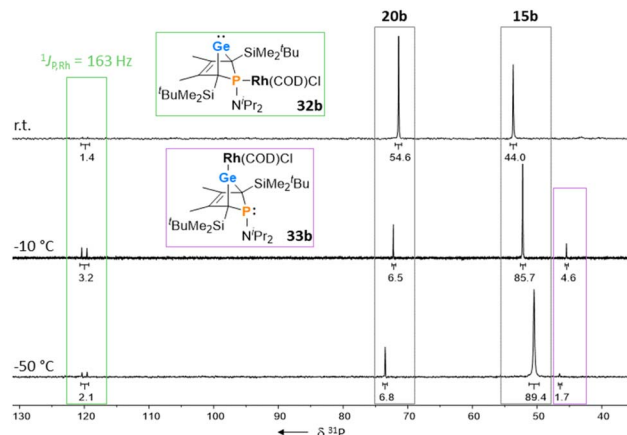 20b
15b
¹J_P,Rh = 163 Hz
Ge
SiMe₂ᵗBu
P
Rh(COD)Cl
ᵗBuMe₂Si
NⁱPr₂
32b
r.t.
1.4
54.6
44.0
Rh(COD)Cl
Ge
SiMe2ᵗBu
P:
ᵗBuMe₂Si
NⁱPr₂
33b
-10 °C
3.2
6.5
85.7
4.6
-50 °C
2.1
6.8
89.4
1.7
130 120 110 100 90 80 70 60 50 40
← δ ³¹P